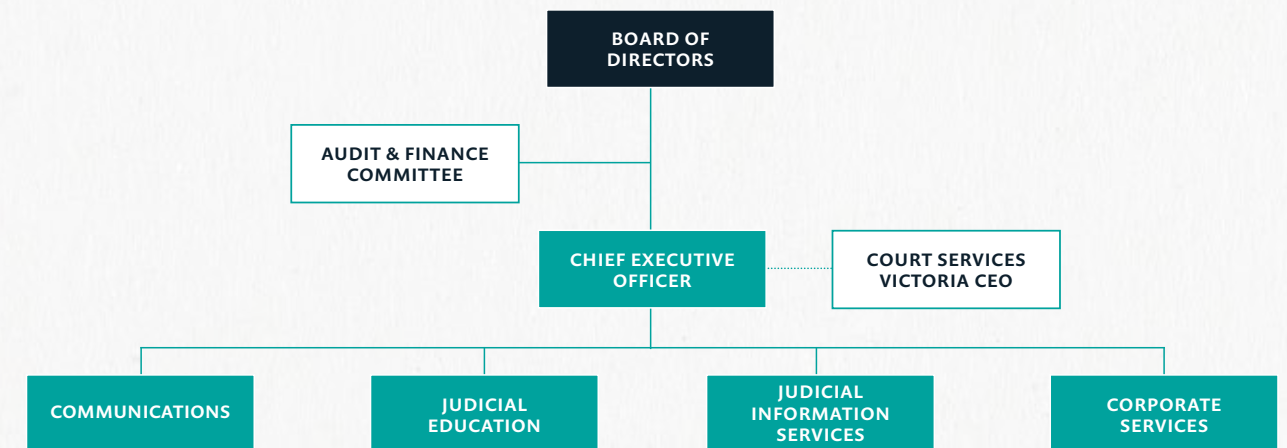 BOARD OF
DIRECTORS
AUDIT & FINANCE
COMMITTEE
CHIEF EXECUTIVE
OFFICER
COURT SERVICES
VICTORIA CEO
COMMUNICATIONS
JUDICIAL
EDUCATION
JUDICIAL
INFORMATION
SERVICES
CORPORATE
SERVICES